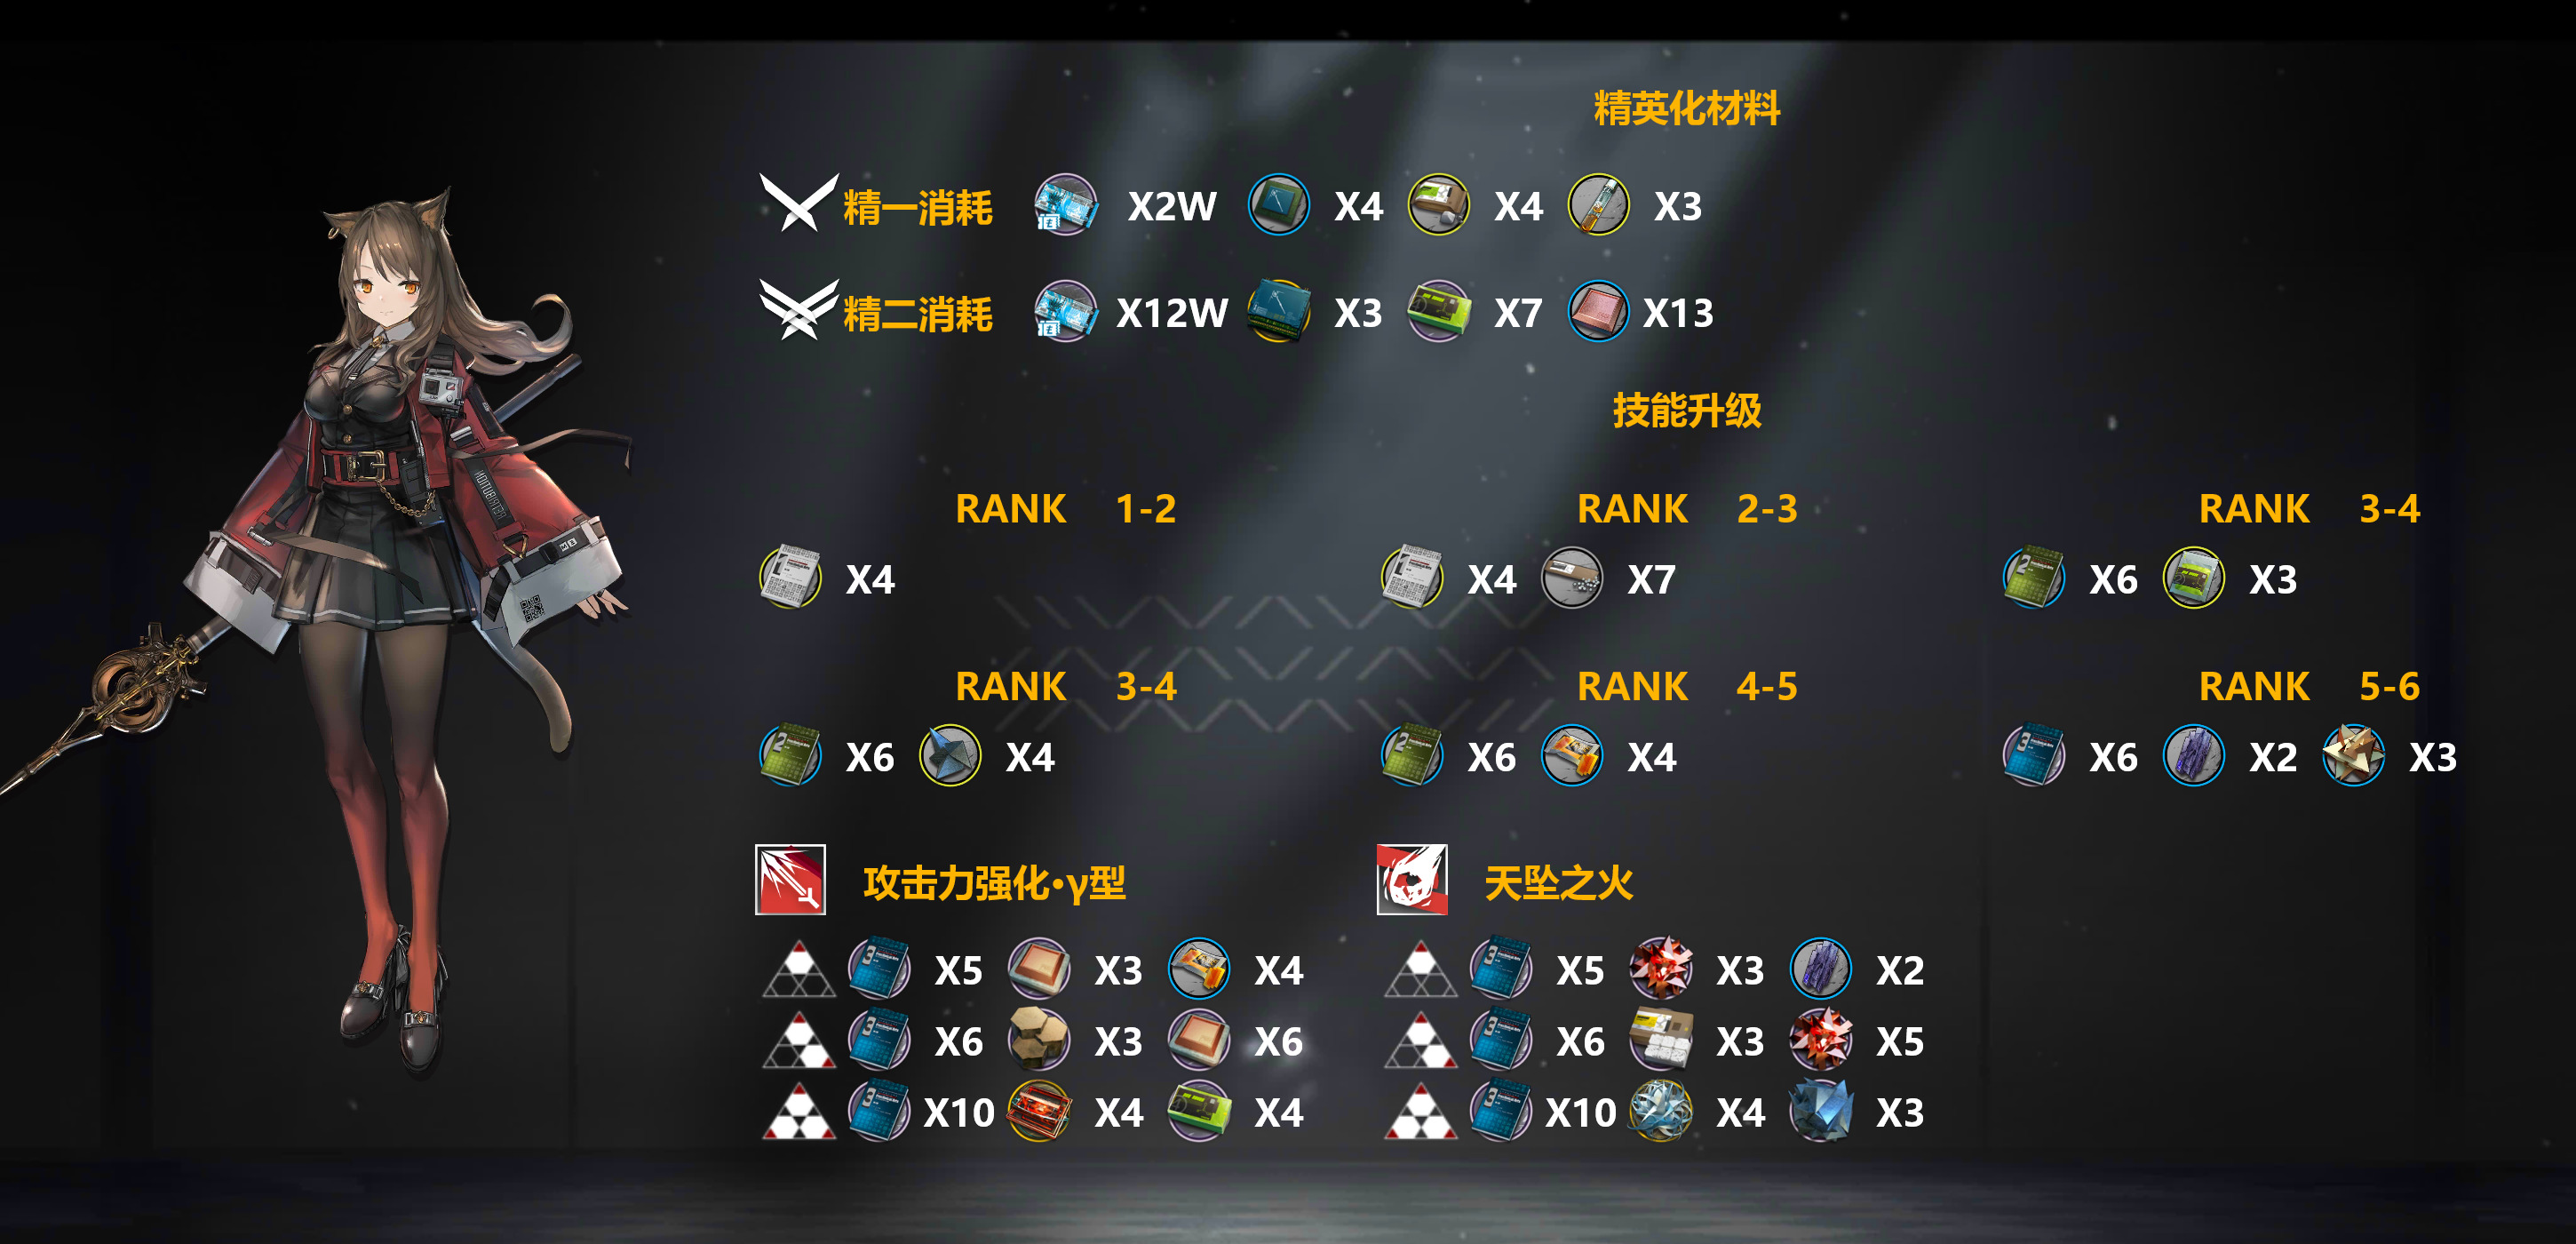 精英化材料
精一消耗 X2W X4 X4 X3
精二消耗 X12W X3 X7 X13
技能升级
RANK 1-2 RANK 2-3 RANK 3-4
X4 X4 X7 X6 X3
RANK 3-4 RANK 4-5 RANK 5-6
X6 X4 X6 X4 X6 X2 X3
攻击力强化·γ型 天坠之火
X5 X3 X4 X5 X3 X2
X6 X3 X6 X6 X3 X5
X10 X4 X4 X10 X4 X3